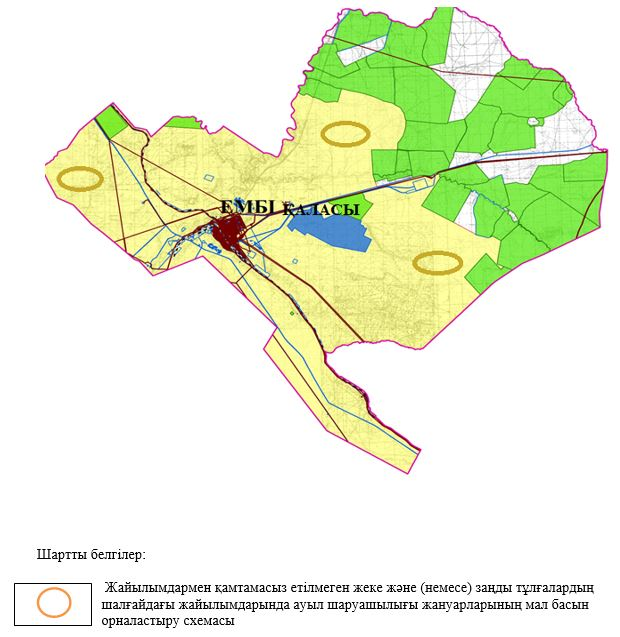 ЕМБІ ҚАЛАСЫ
Шартты белгілер:
Жайылымдармен қамтамасыз етілмеген жеке және (немесе) заңды тұлғалардың
шалғайдағы жайылымдарында ауыл шаруашылығы жануарларының мал басын
орналастыру схемасы